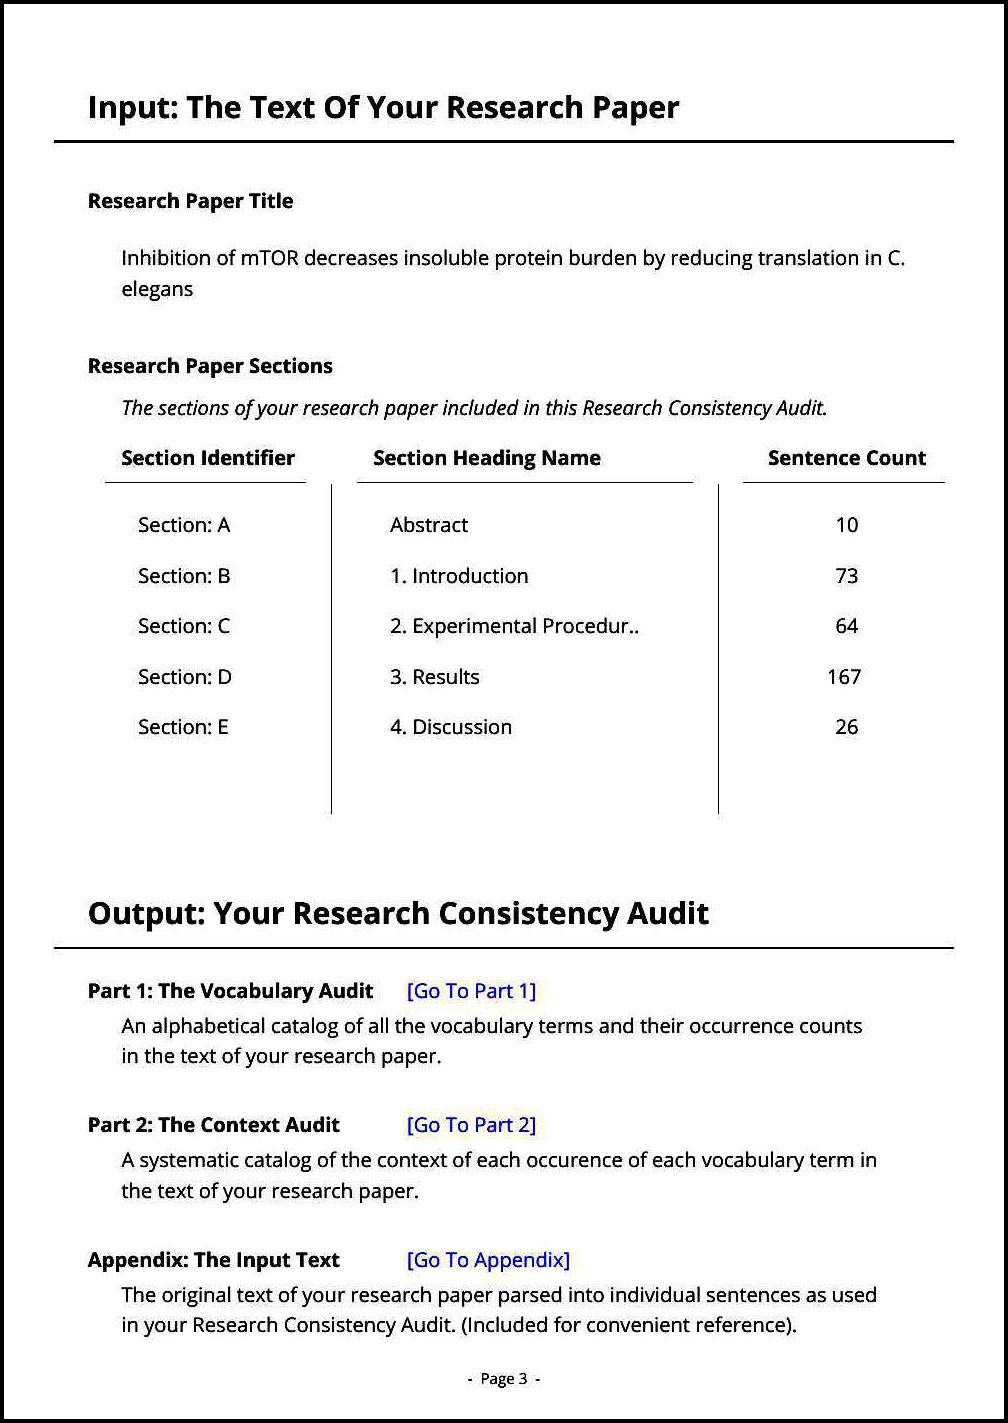 Input: The Text Of Your Research Paper
Research Paper Title
Inhibition of mTOR decreases insoluble protein burden by reducing translation in C.
elegans
Research Paper Sections
The sections of your research paper included in this Research Consistency Audit.
Section Identifier Section Heading Name Sentence Count
Section: A Abstract 10
Section: B 1. Introduction 73
Section: C 2. Experimental Procedur.. 64
Section: D 3. Results 167
Section: E 4. Discussion 26
Output: Your Research Consistency Audit
Part 1: The Vocabulary Audit [Go To Part 1]
An alphabetical catalog of all the vocabulary terms and their occurrence counts
in the text of your research paper.
Part 2: The Context Audit [Go To Part 2]
A systematic catalog of the context of each occurence of each vocabulary term in
the text of your research paper.
Appendix: The Input Text [Go To Appendix]
The original text of your research paper parsed into individual sentences as used
in your Research Consistency Audit. (Included for convenient reference).
- Page 3 -